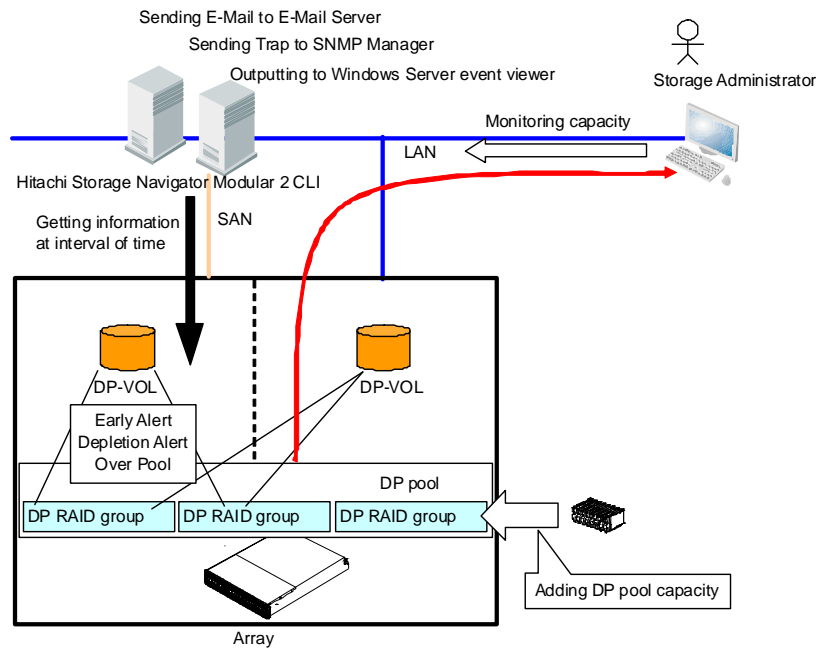 Sending E-Mail to E-Mail Server
Sending Trap to SNMP Manager
Outputting to Windows Server event viewer
Storage Administrator
Monitoring capacity
LAN
Hitachi Storage Navigator Modular 2 CLI
Getting information
at interval of time
SAN
DP-VOL
DP-VOL
Early Alert
Depletion Alert
Over Pool
DP pool
DP RAID group
DP RAID group
DP RAID group
Adding DP pool capacity
Array